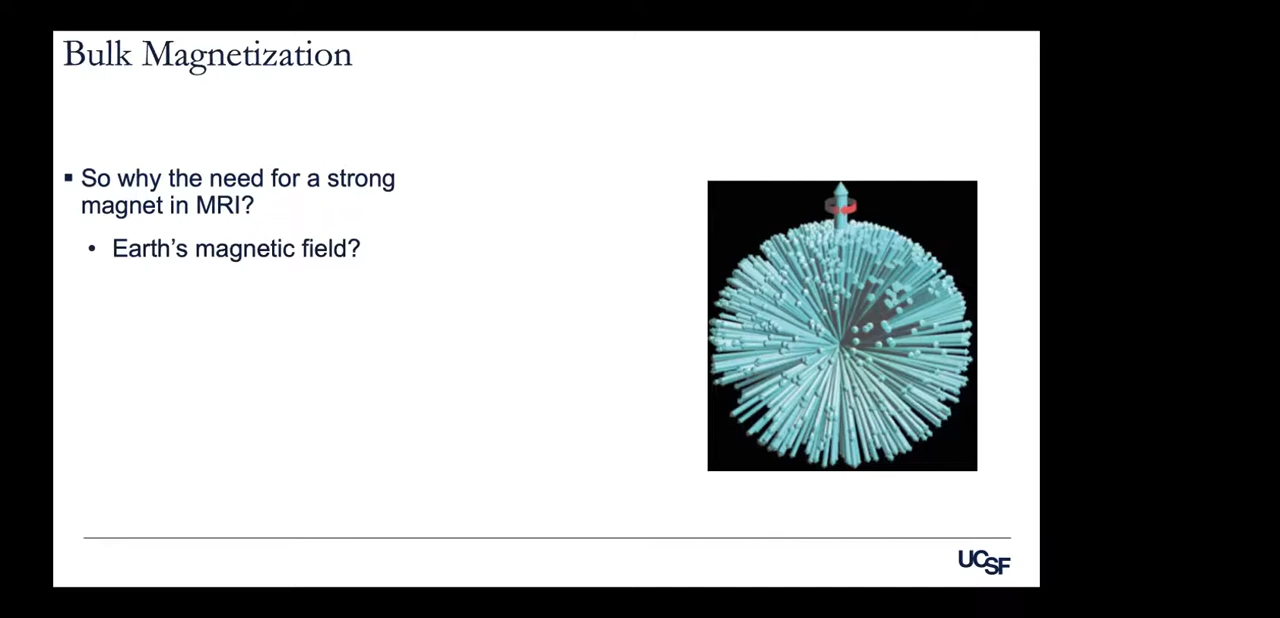 Bulk Magnetization
▪ So why the need for a strong
magnet in MRI?
• Earth’s magnetic field?
UCSF